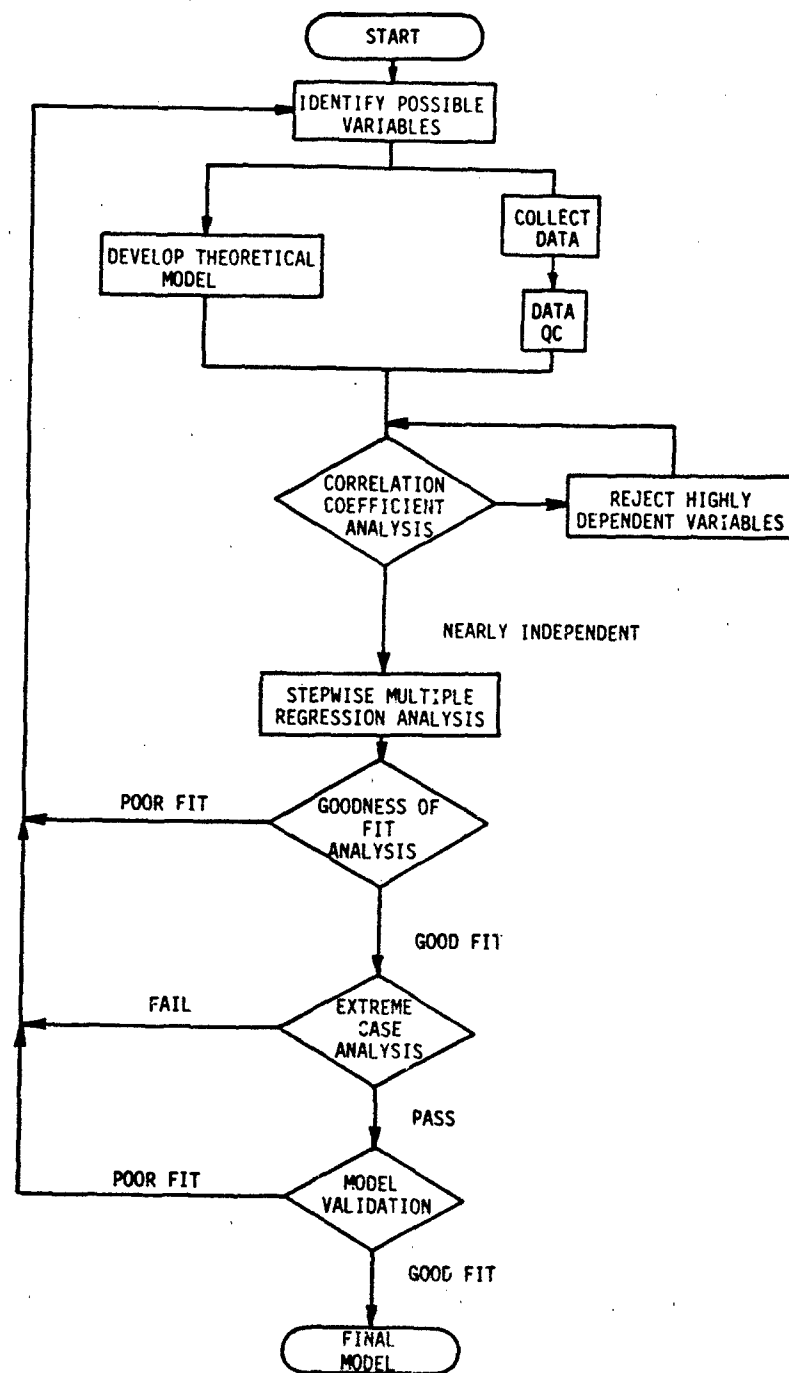 START
IDENTIFY POSSIBLE
VARIABLES
COLLECT
DATA
DEVELOP THEORETICAL
MODEL
DATA
QC
CORRELATION
COEFFICIENT
ANALYSIS
REJECT HIGHLY
DEPENDENT VARIABLES
NEARLY INDEPENDENT
STEPWISE MULTIPLE
REGRESSION ANALYSIS
POOR FIT
GOODNESS OF
FIT
ANALYSIS
GOOD FIT
FAIL
EXTREME
CASE
ANALYSIS
PASS
POOR FIT
MODEL
VALIDATION
GOOD FIT
FINAL
MODEL